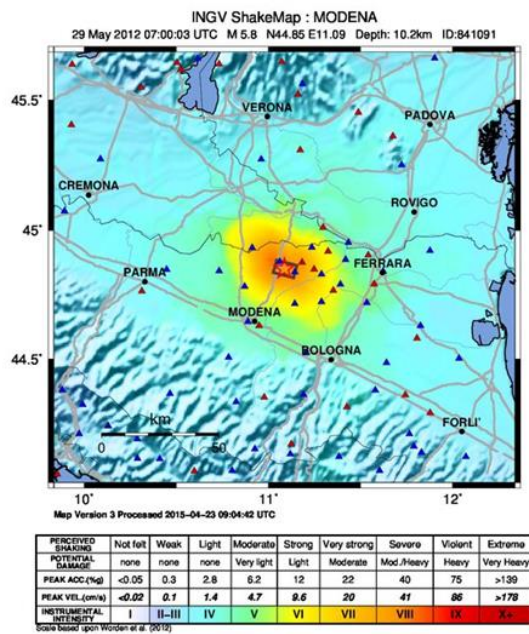 INGV ShakeMap : MODENA
29 May 2012 07:00:03 UTC M 5.8 N44.85 E11.09 Depth: 10.2km ID:841091
45.5˚
VERONA
PADOVA
CREMONA
ROVIGO
45˚
PARMA
FERRARA
MODENA
44.5˚
BOLOGNA
km
FORLI'
0
50
10˚ 11˚ 12˚
Map Version 3 Processed 2015-04-23 09:04:42 UTC
PERCEIVED SHAKING Not felt Weak Light Moderate Strong Very strong Severe Violent Extreme
POTENTIAL DAMAGE none none none Very light Light Moderate Mod./Heavy Heavy Very Heavy
PEAK ACC.(%g) <0.05 0.3 2.8 6.2 12 22 40 75 >139
PEAK VEL.(cm/s) <0.02 0.1 1.4 4.7 9.6 20 41 86 >178
INSTRUMENTAL INTENSITY I II-III IV V VI VII VIII IX X+
Scale based upon Worden et al. (2012)